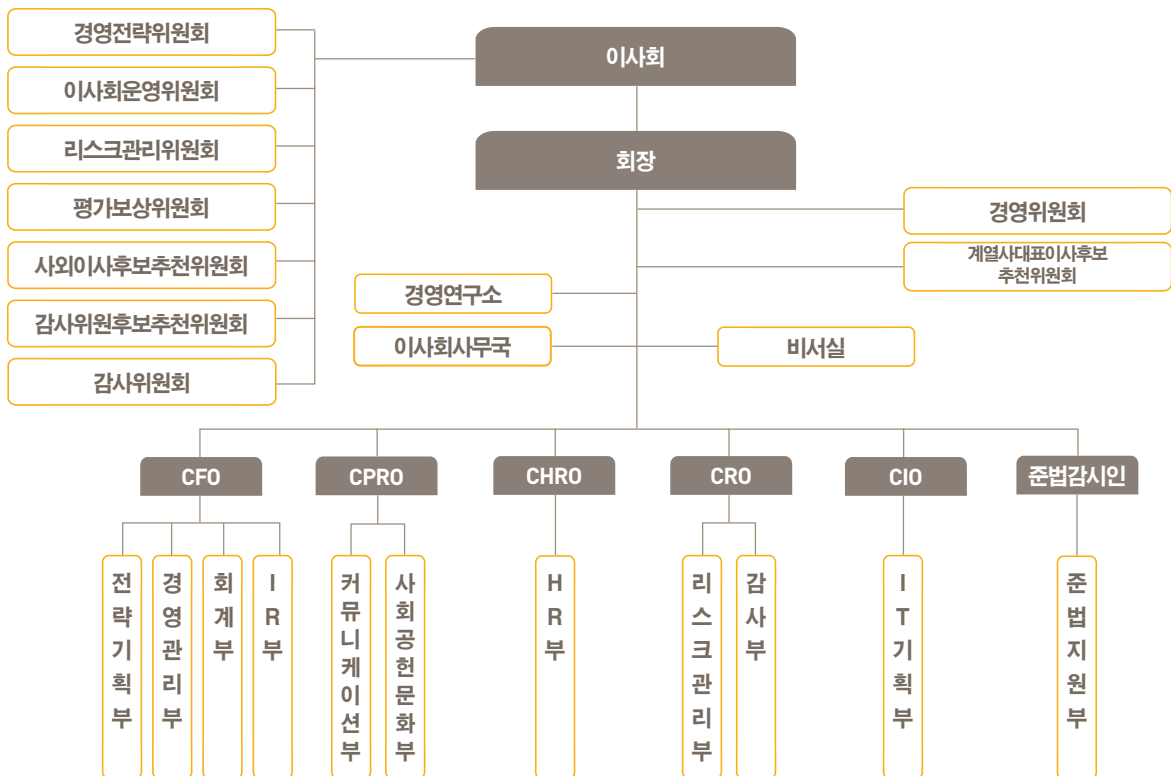 경영전략위원회
이사회운영위원회
리스크관리위원회
평가보상위원회
사외이사후보추천위원회
감사위원후보추천위원회
감사위원회
이사회
회장
경영위원회
계열사대표이사후보
추천위원회
경영연구소
이사회사무국
비서실
CFO
CPRO
CHRO
CRO
CIO
준법감시인
전략기획부
경영관리부
회계부
IR부
커뮤니케이션부
사회공헌문화부
HR부
리스크관리부
감사부
IT기획부
준법지원부